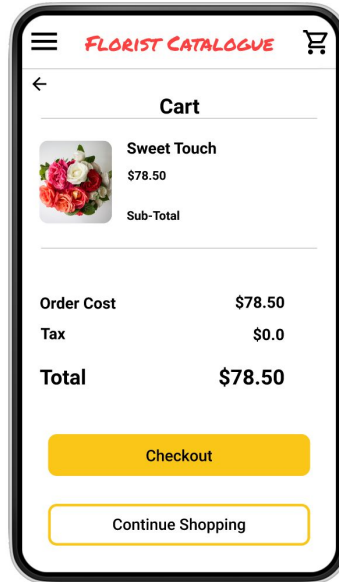 FLORIST CATALOGUE
Cart
Sweet Touch
$78.50
Sub-Total
Order Cost $78.50
Tax $0.0
Total $78.50
Checkout
Continue Shopping